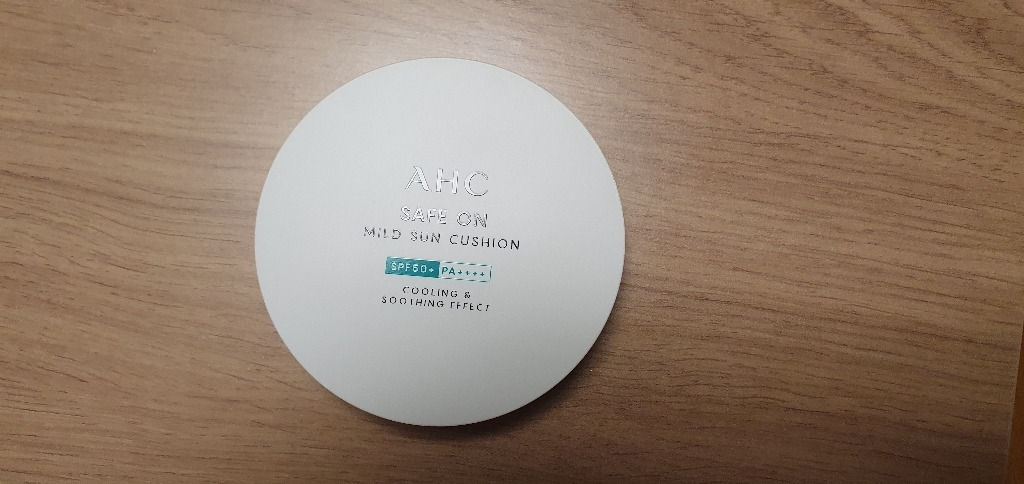 AHC
SAFE ON
MILD SUN CUSHION
SPF50+ PA++++
COOLING &
SOOTHING EFFECT